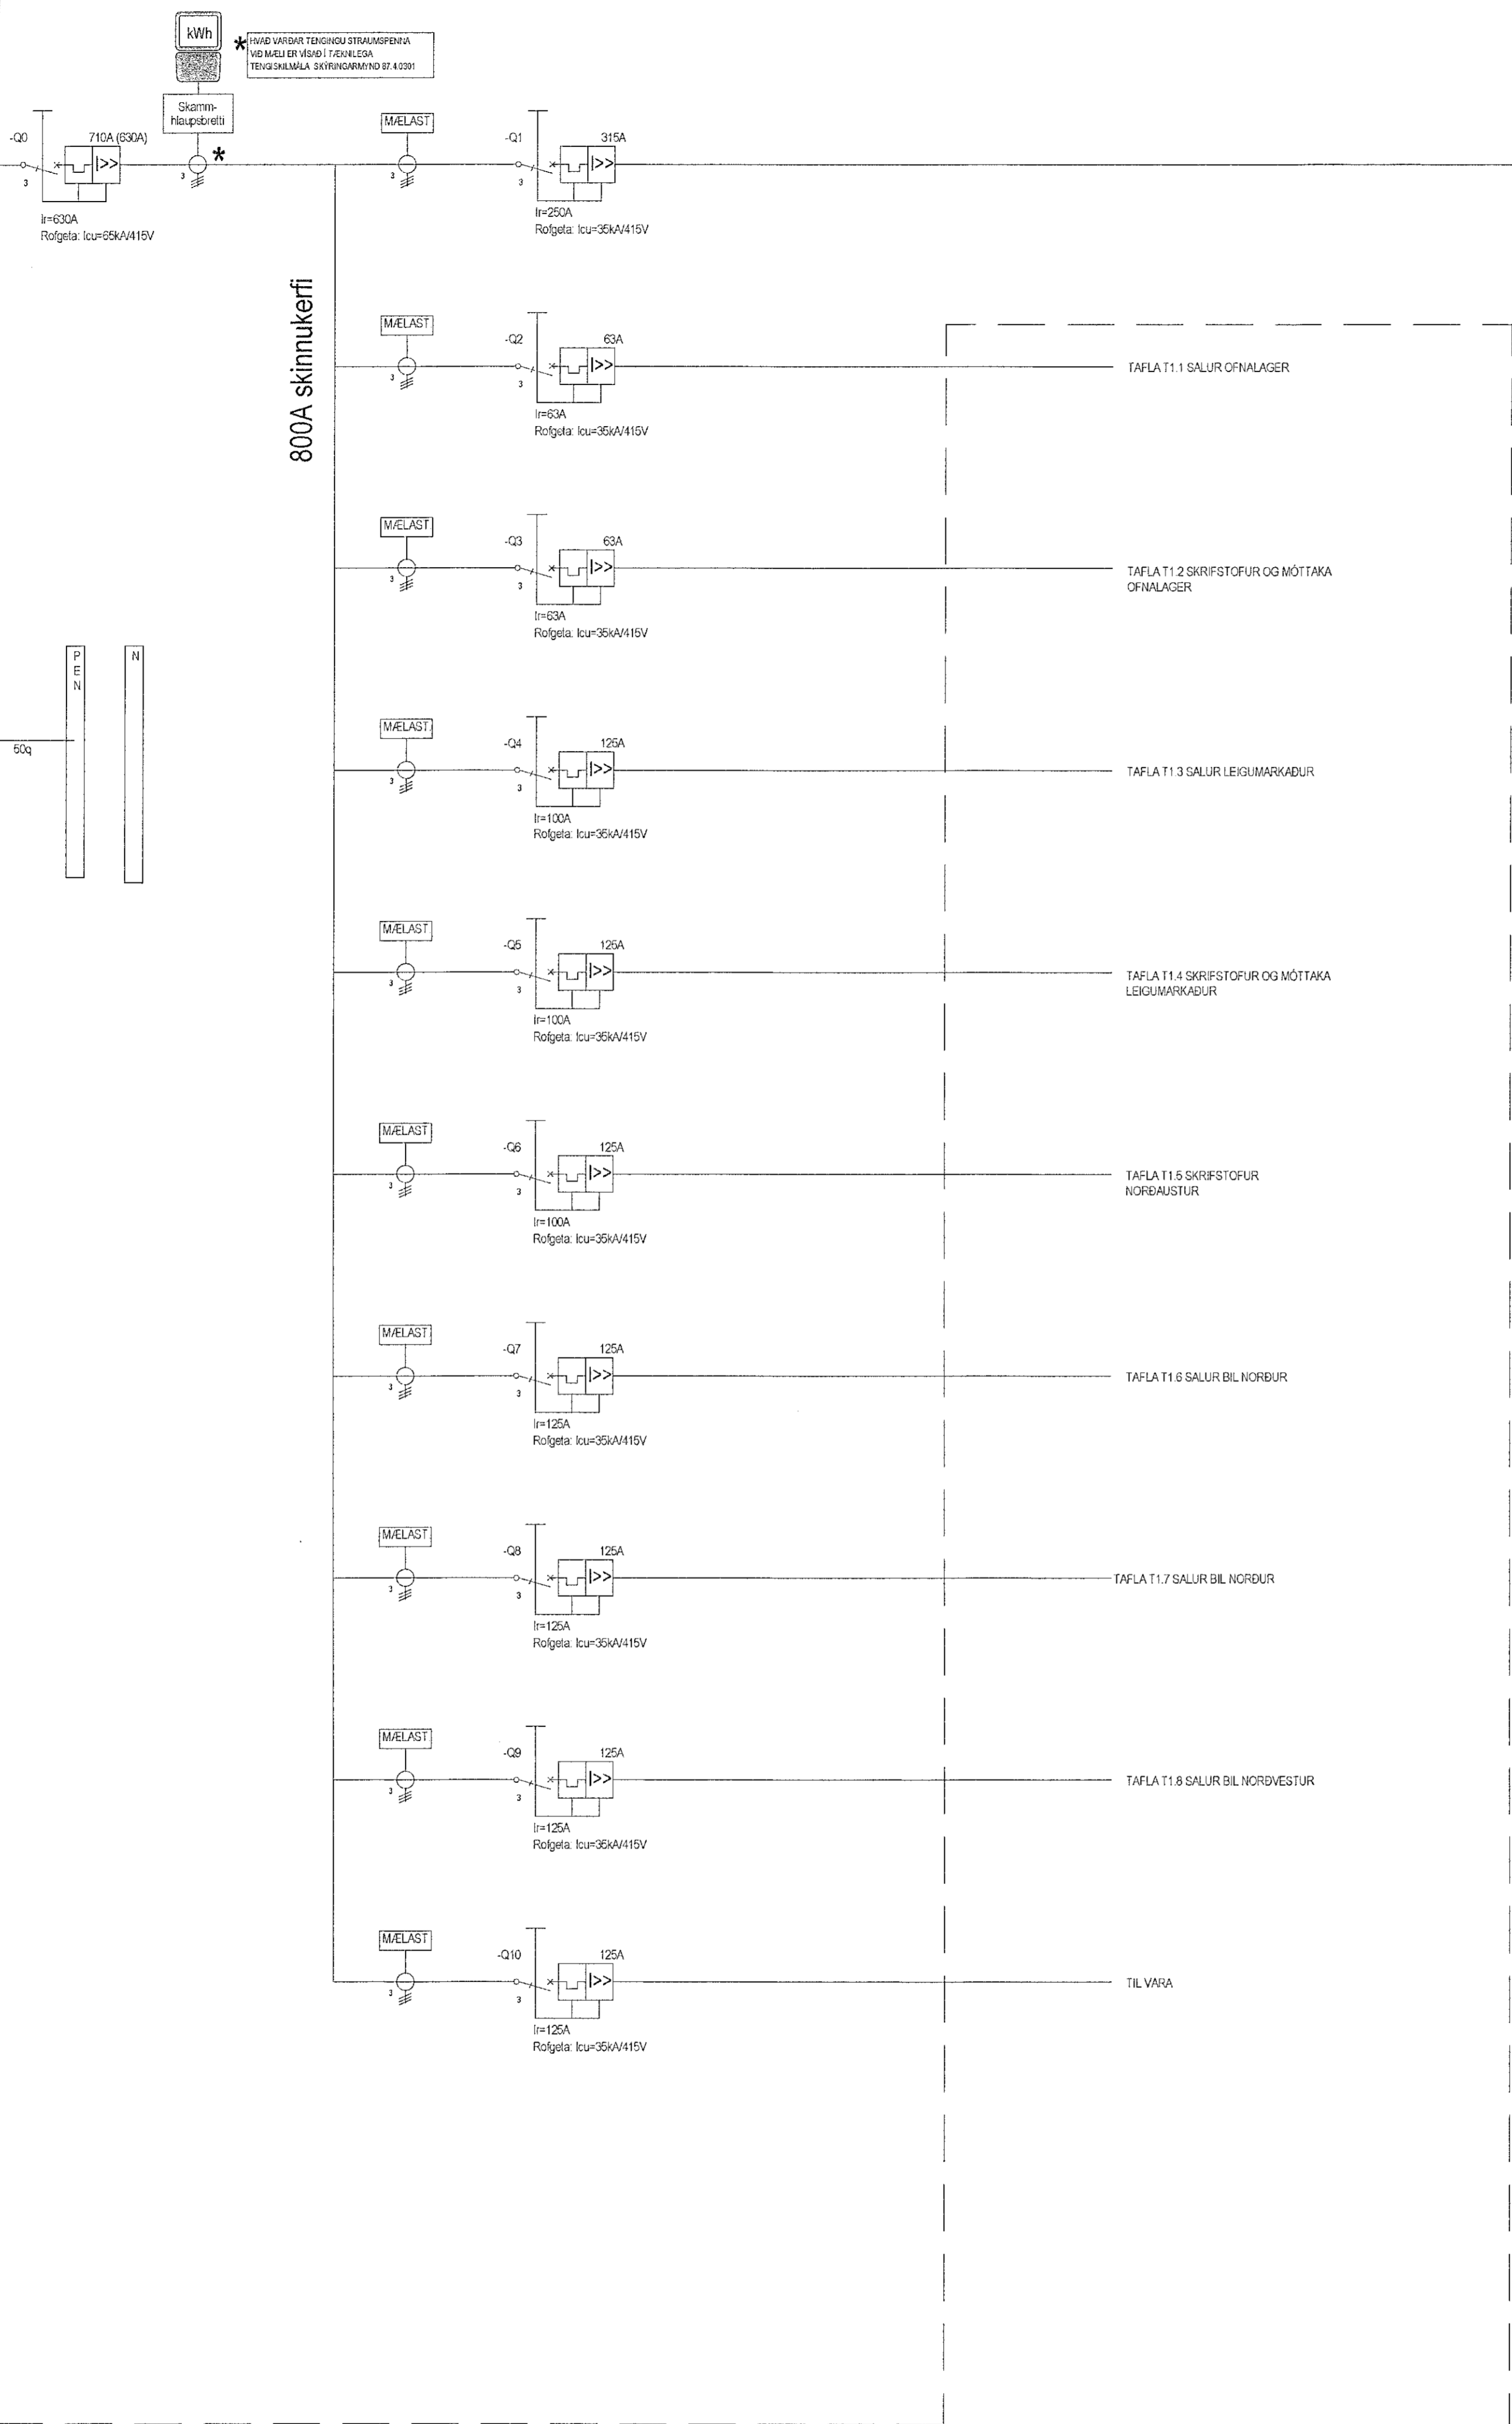 kWh
* HVAÐ VARÐAR TENGINGU STRAUMSPENNA
VIÐ MÆLI ER VÍSAÐ Í TÆKNILEGA
TENGISKILMÁLA SKÝRINGARMYND 87.4.0301
Skamm-
hlaupsbretti
-Q0
710A (630A)
*
3
3
Ir=630A
Rofgeta: Icu=65kA/415V
MÆLAST
-Q1
315A
3
3
Ir=250A
Rofgeta: Icu=35kA/415V
800A skinnukerfi
MÆLAST
-Q2
63A
3
3
TAFLA T1.1 SALUR OFNALAGER
Ir=63A
Rofgeta: Icu=35kA/415V
MÆLAST
-Q3
63A
3
3
TAFLA T1.2 SKRIFSTOFUR OG MÓTTAKA
OFNALAGER
Ir=63A
Rofgeta: Icu=35kA/415V
PEN
N
50q
MÆLAST
-Q4
125A
3
3
TAFLA T1.3 SALUR LEIGUMARKAÐUR
Ir=100A
Rofgeta: Icu=35kA/415V
MÆLAST
-Q5
125A
3
3
TAFLA T1.4 SKRIFSTOFUR OG MÓTTAKA
LEIGUMARKAÐUR
Ir=100A
Rofgeta: Icu=35kA/415V
MÆLAST
-Q6
125A
3
3
TAFLA T1.5 SKRIFSTOFUR
NORÐAUSTUR
Ir=100A
Rofgeta: Icu=35kA/415V
MÆLAST
-Q7
125A
3
3
TAFLA T1.6 SALUR BIL NORÐUR
Ir=125A
Rofgeta: Icu=35kA/415V
MÆLAST
-Q8
125A
3
3
TAFLA T1.7 SALUR BIL NORÐUR
Ir=125A
Rofgeta: Icu=35kA/415V
MÆLAST
-Q9
125A
3
3
TAFLA T1.8 SALUR BIL NORÐVESTUR
Ir=125A
Rofgeta: Icu=35kA/415V
MÆLAST
-Q10
125A
3
3
TIL VARA
Ir=125A
Rofgeta: Icu=35kA/415V